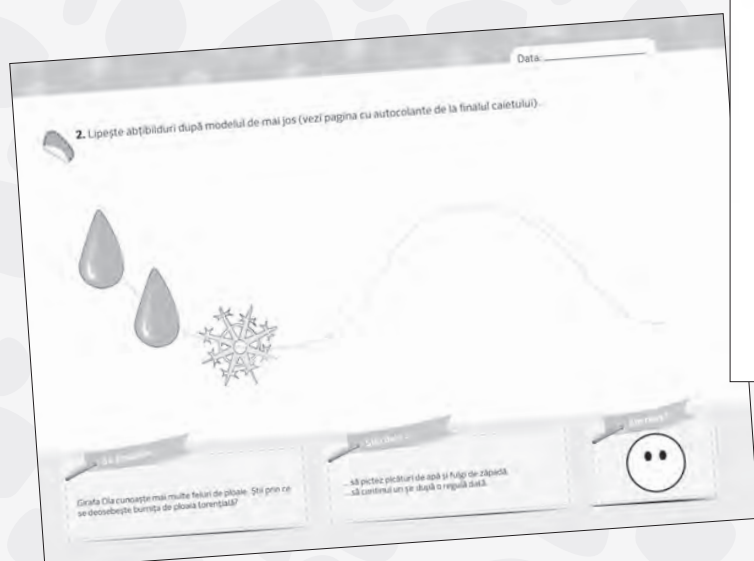 Data:
2. Lipește abțibilduri după modelul de mai jos (vezi pagina cu autocolante de la finalul caietului).
Girafa Ola cunoaște mai multe feluri de ploaie. Știi prin ce
se deosebește burnița de ploaia torențială?
... să pictez picături de apă și fulgi de zăpadă.
... să continui un șir după o regulă dată.